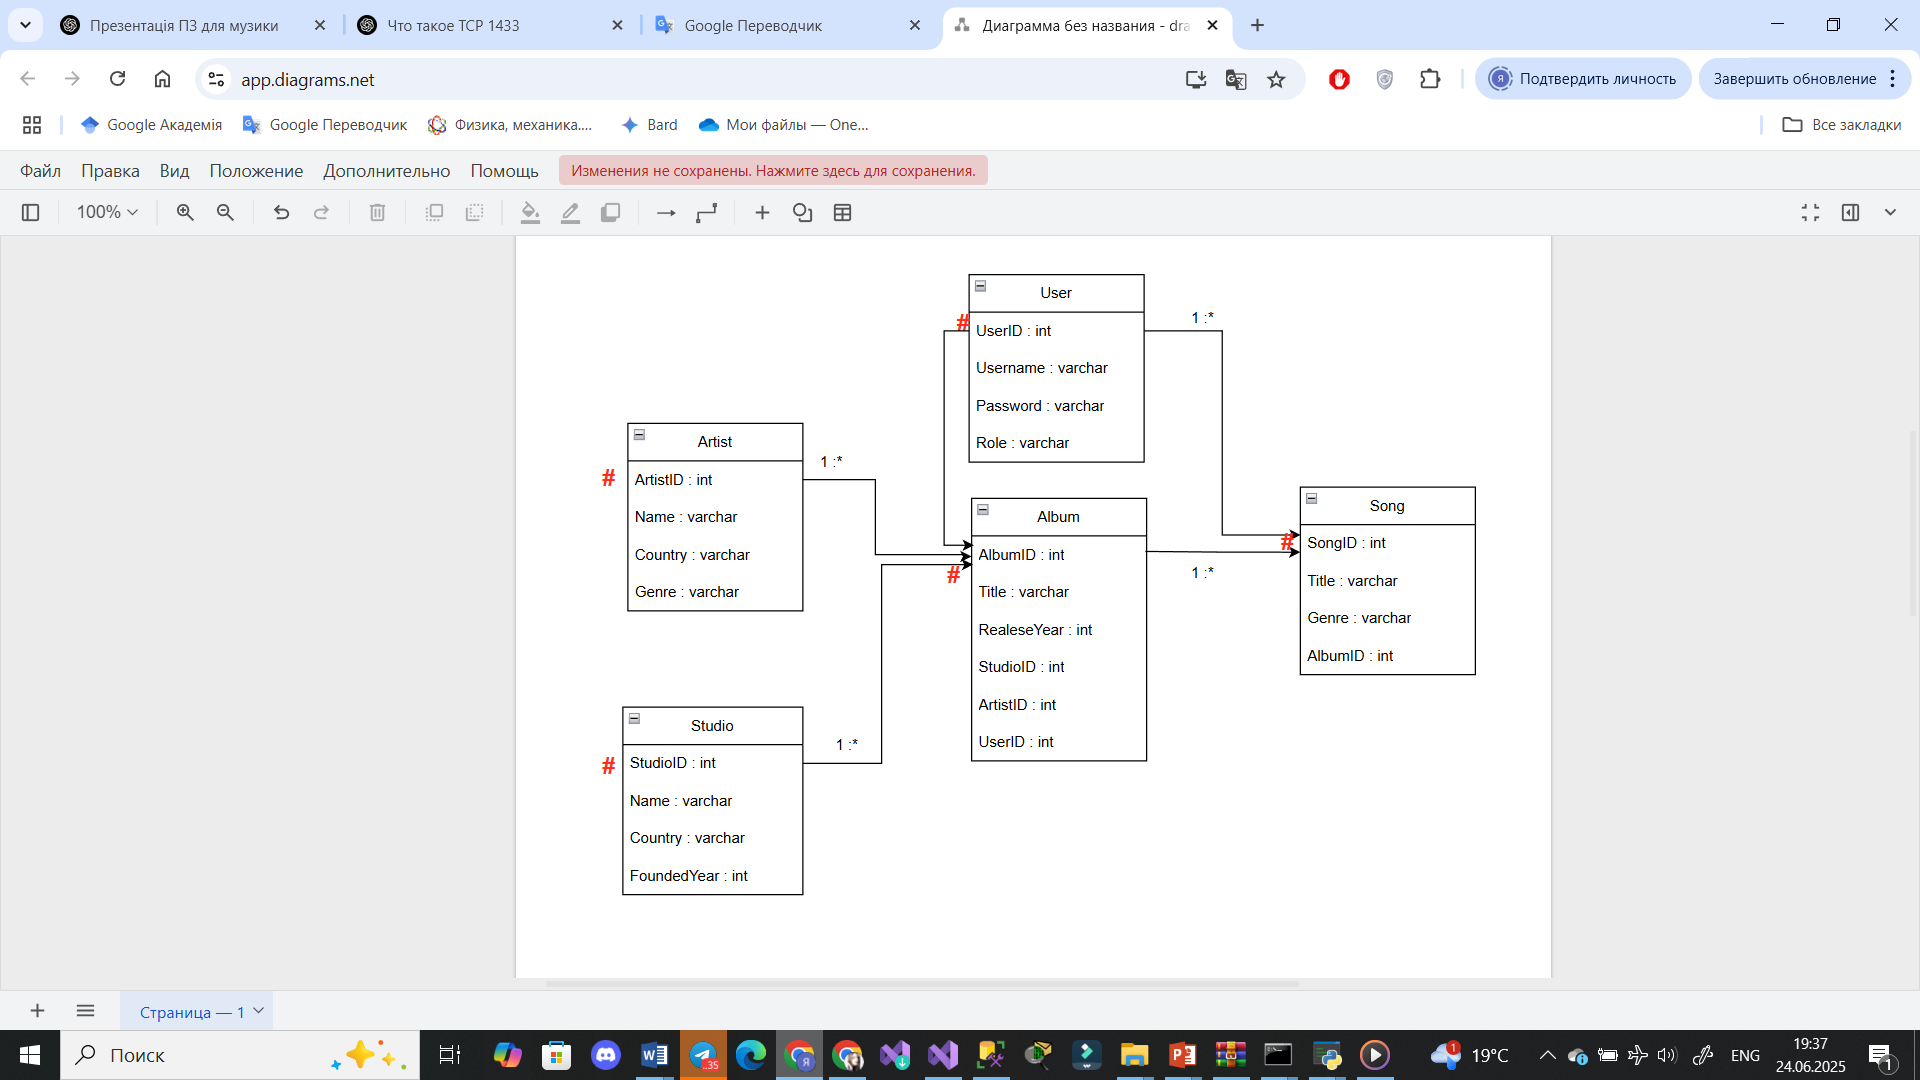 Презентація ПЗ для музики
Что такое TCP 1433
Google Переводчик
Диаграмма без названия - dra
app.diagrams.net
Я
Подтвердить личность
Завершить обновление
Google Академія
Google Переводчик
Физика, механика....
Bard
Мои файлы — One...
Все закладки
Файл
Правка
Вид
Положение
Дополнительно
Помощь
Изменения не сохранены. Нажмите здесь для сохранения.
100%
User
#
UserID : int
Username : varchar
Password : varchar
Role : varchar
1 :*
Artist
#
ArtistID : int
Name : varchar
Country : varchar
Genre : varchar
1 :*
Album
AlbumID : int
#
Title : varchar
RealeseYear : int
StudioID : int
ArtistID : int
UserID : int
1 :*
Song
#
SongID : int
Title : varchar
Genre : varchar
AlbumID : int
Studio
#
StudioID : int
Name : varchar
Country : varchar
FoundedYear : int
1 :*
Страница — 1
Поиск
35
1
19°C
ENG
19:37
24.06.2025
1